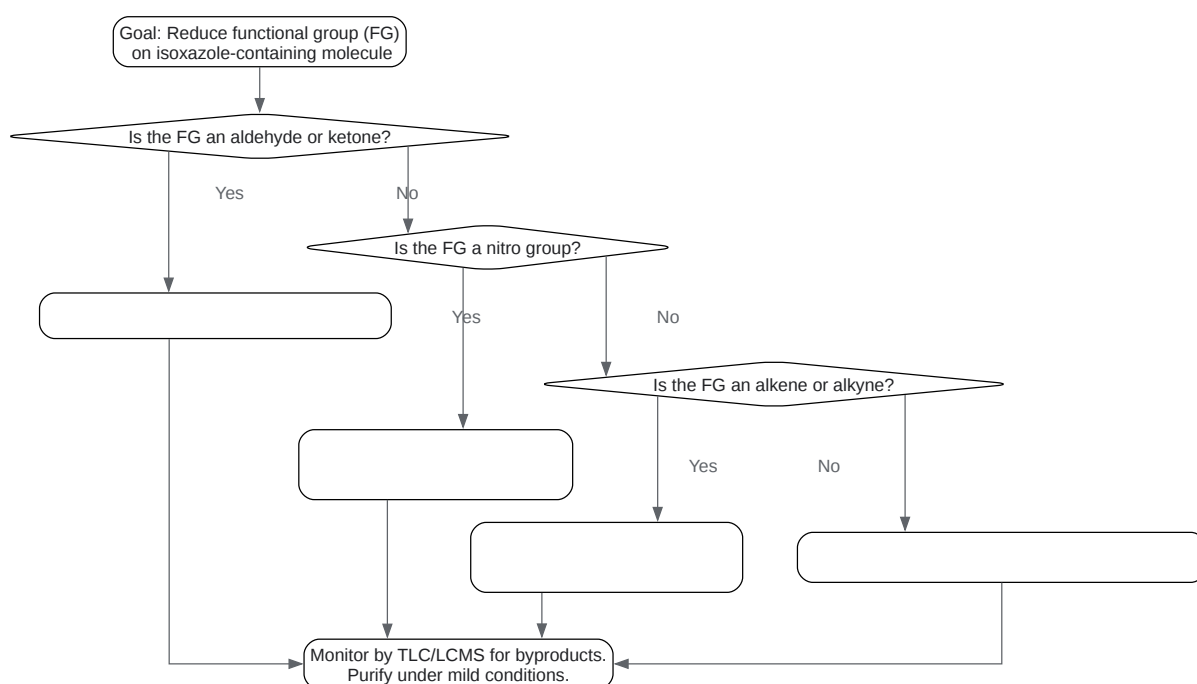 Goal: Reduce functional group (FG)
on isoxazole-containing molecule
Is the FG an aldehyde or ketone?
Yes
No
Is the FG a nitro group?
Yes
No
Is the FG an alkene or alkyne?
Yes
No
Monitor by TLC/LCMS for byproducts.
Purify under mild conditions.